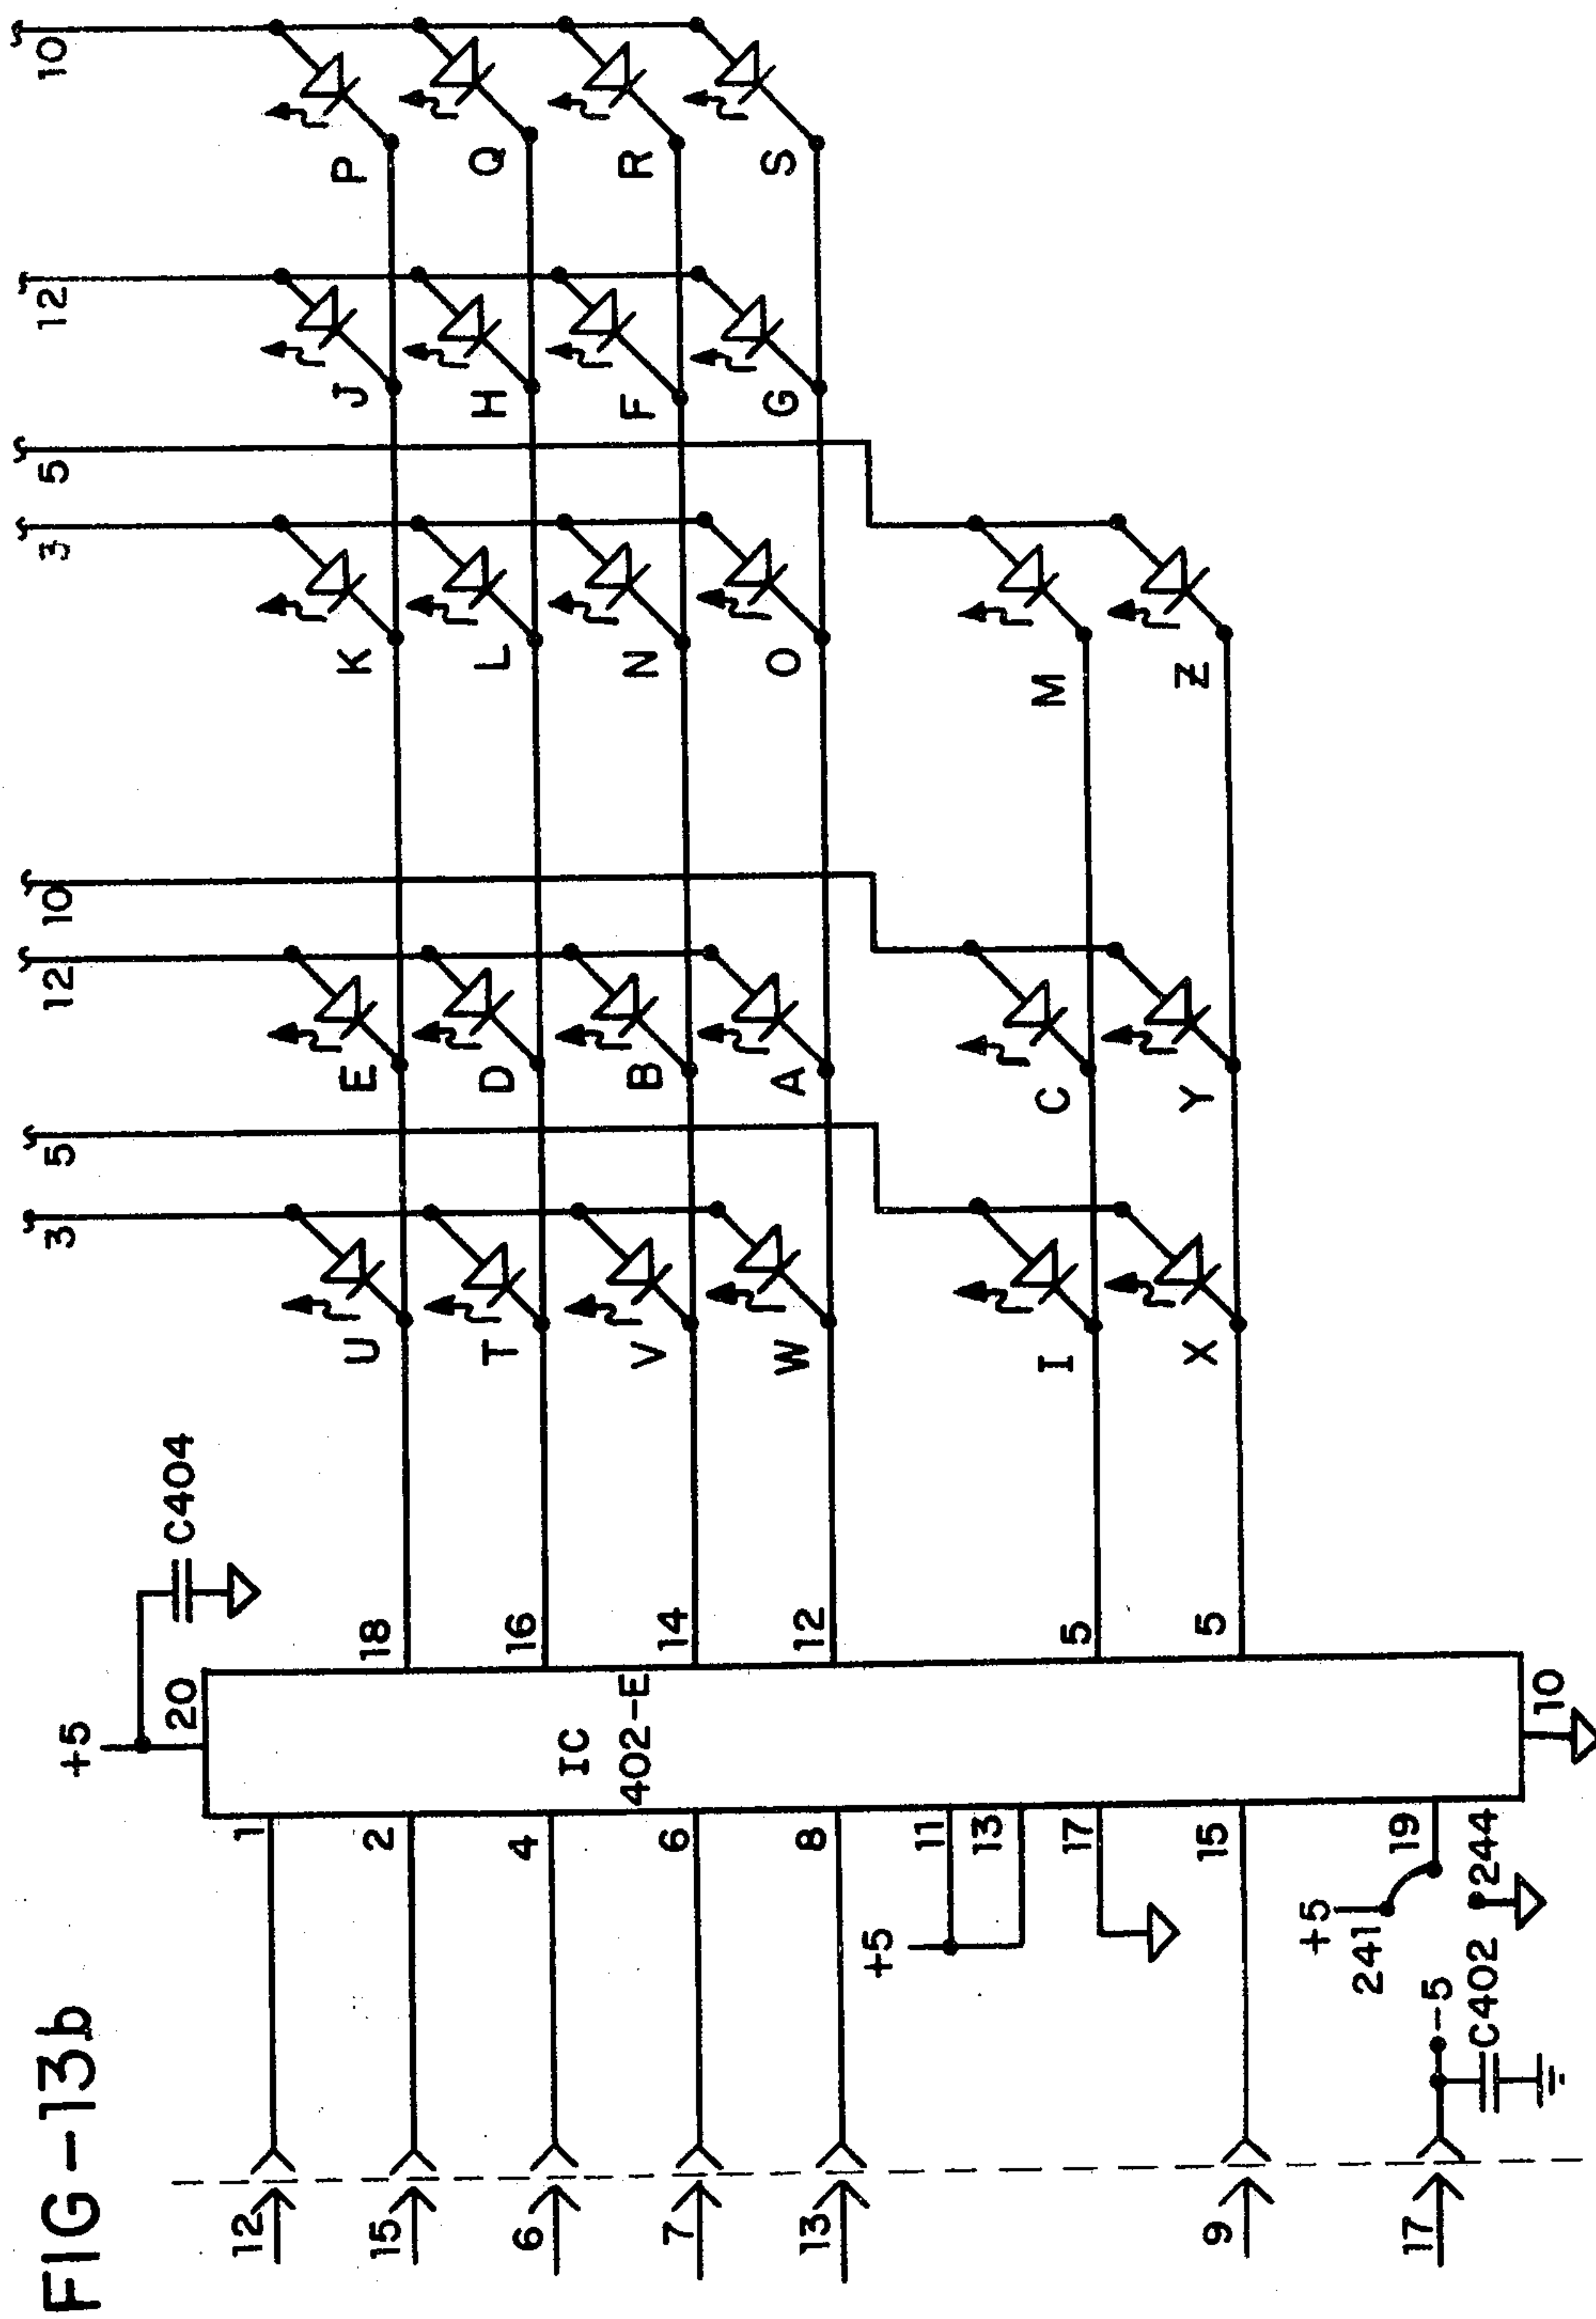 FIG-13b
+5
C404
20
10
12
5
3
10
12
5
3
12
1
18
U
E
K
J
P
15
2
16
T
D
L
H
Q
6
4
IC
402-E
14
V
B
N
F
R
7
6
13
8
12
W
A
O
G
S
+5
11
13
17
5
I
C
M
9
15
5
X
Y
Z
+5
241
19
244
17
-5
C402
10